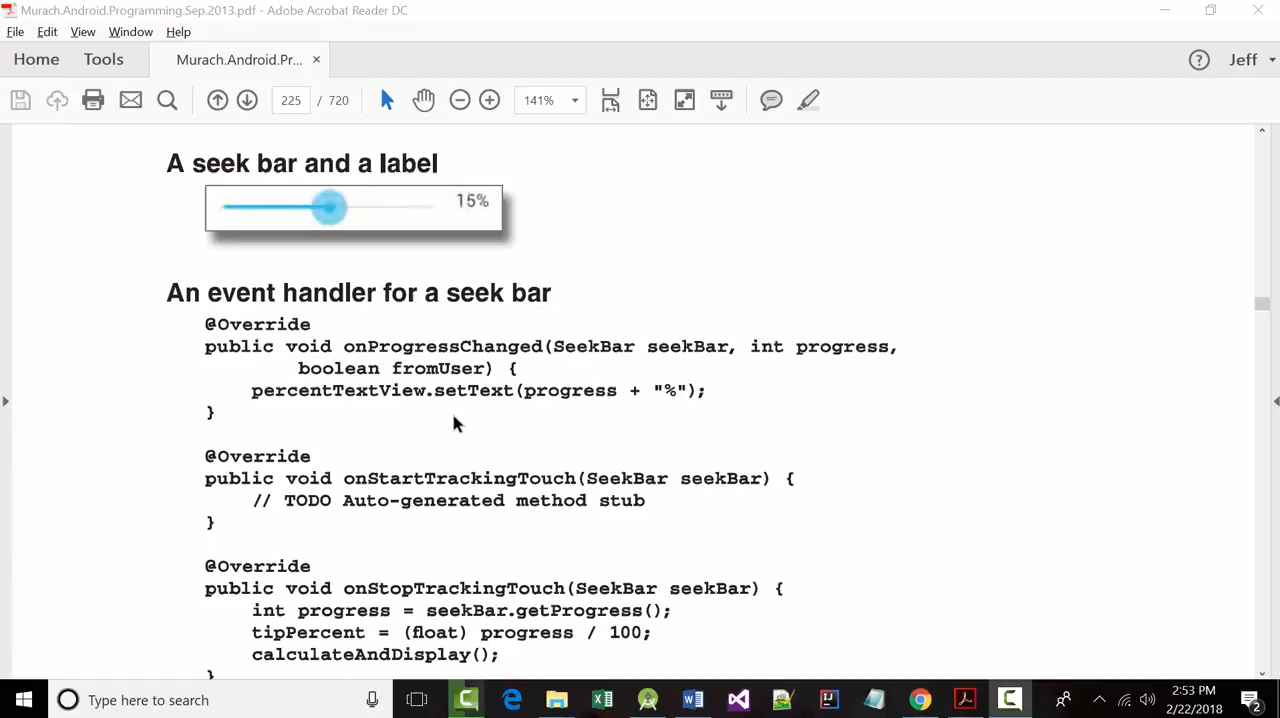 Murach.Android.Programming.Sep.2013.pdf - Adobe Acrobat Reader DC
File Edit View Window Help
Home Tools Murach.Android.Pr... × Jeff
225 / 720 141%
A seek bar and a label
15%
An event handler for a seek bar
@Override
public void onProgressChanged(SeekBar seekBar, int progress,
boolean fromUser) {
percentTextView.setText(progress + "%");
}
@Override
public void onStartTrackingTouch(SeekBar seekBar) {
// TODO Auto-generated method stub
}
@Override
public void onStopTrackingTouch(SeekBar seekBar) {
int progress = seekBar.getProgress();
tipPercent = (float) progress / 100;
calculateAndDisplay();
}
Type here to search
2:53 PM
2/22/2018
2